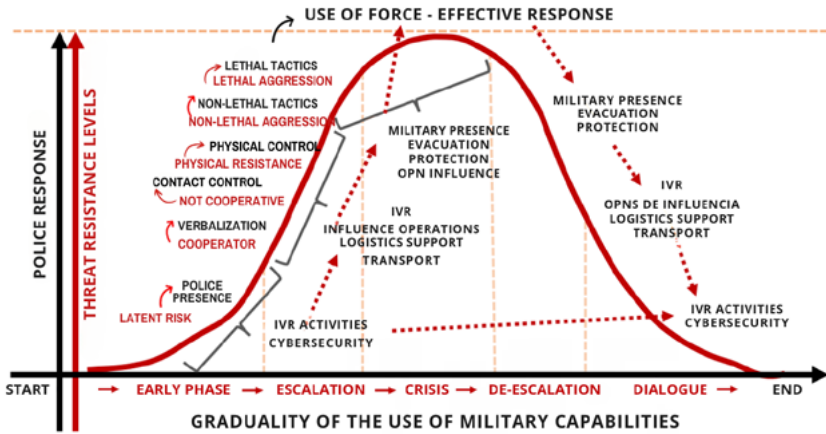 USE OF FORCE - EFFECTIVE RESPONSE
POLICE RESPONSE
THREAT RESISTANCE LEVELS
LETHAL TACTICS
LETHAL AGGRESSION
NON-LETHAL TACTICS
NON-LETHAL AGGRESSION
PHYSICAL CONTROL
PHYSICAL RESISTANCE
CONTACT CONTROL
NOT COOPERATIVE
VERBALIZATION
COOPERATOR
POLICE
PRESENCE
LATENT RISK
MILITARY PRESENCE
EVACUATION
PROTECTION
OPN INFLUENCE
IVR
INFLUENCE OPERATIONS
LOGISTICS SUPPORT
TRANSPORT
IVR ACTIVITIES
CYBERSECURITY
MILITARY PRESENCE
EVACUATION
PROTECTION
IVR
OPNS DE INFLUENCIA
LOGISTICS SUPPORT
TRANSPORT
IVR ACTIVITIES
CYBERSECURITY
START EARLY PHASE ESCALATION CRISIS DE-ESCALATION DIALOGUE END
GRADUALITY OF THE USE OF MILITARY CAPABILITIES